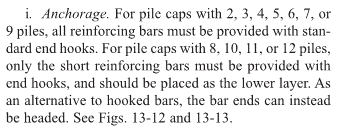 i. Anchorage. For pile caps with 2, 3, 4, 5, 6, 7, or
9 piles, all reinforcing bars must be provided with stan-
dard end hooks. For pile caps with 8, 10, 11, or 12 piles,
only the short reinforcing bars must be provided with
end hooks, and should be placed as the lower layer. As
an alternative to hooked bars, the bar ends can instead
be headed. See Figs. 13-12 and 13-13.